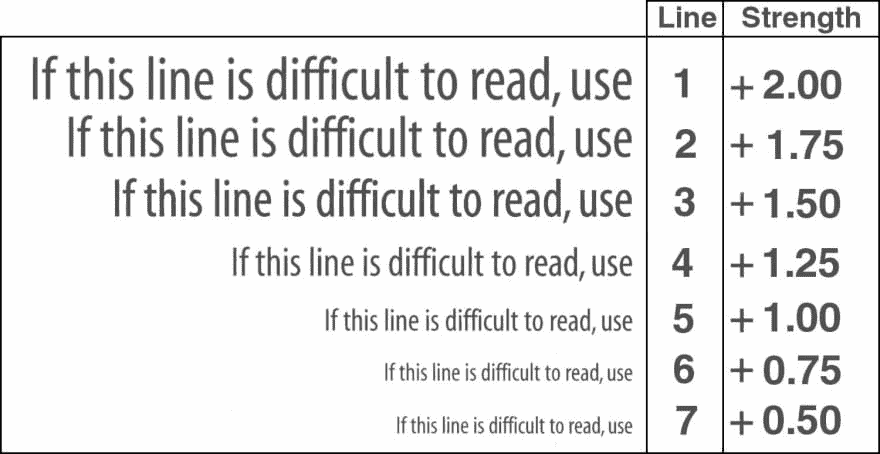 Line Strength
If this line is difficult to read, use 1 +2.00
If this line is difficult to read, use 2 +1.75
If this line is difficult to read, use 3 +1.50
If this line is difficult to read, use 4 +1.25
If this line is difficult to read, use 5 +1.00
If this line is difficult to read, use 6 +0.75
If this line is difficult to read, use 7 +0.50